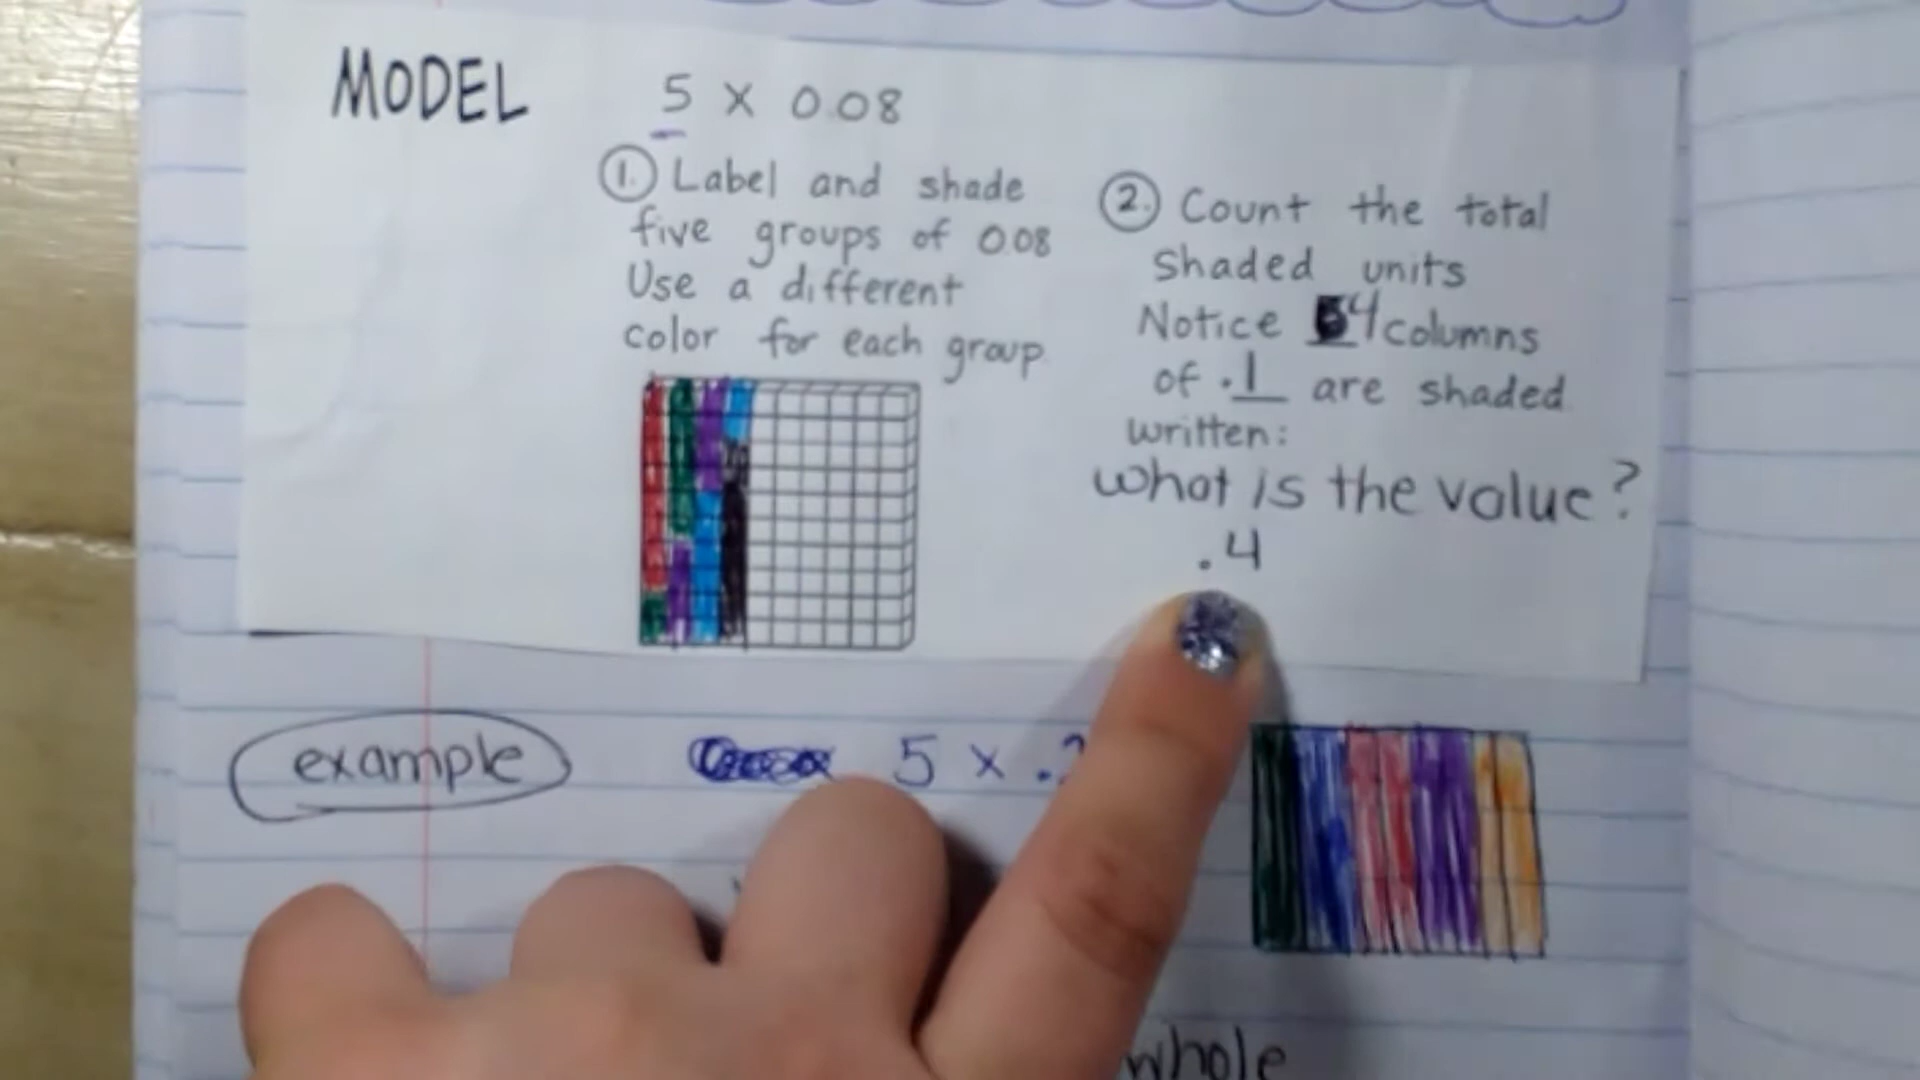 MODEL
5 x 0.08
1. Label and shade
five groups of 0.08
Use a different
color for each group
2. Count the total
shaded units
Notice 4 columns
of .1 are shaded
written:
what is the value?
.4
example
5 x .2
whole